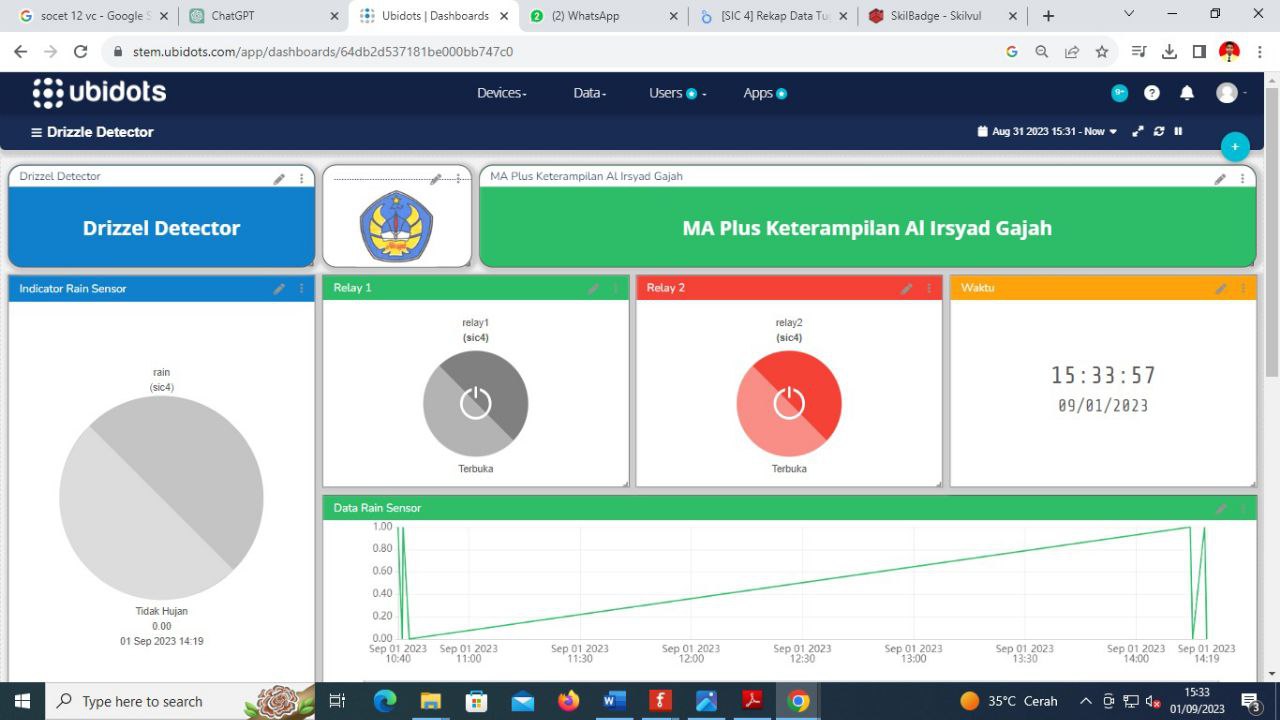 socet 12 vc - Google S
ChatGPT
Ubidots | Dashboards
(2) WhatsApp
[SIC 4] Rekap Data Tu
SkilBadge - Skilvul
stem.ubidots.com/app/dashboards/64db2d537181be000bb747c0
ubidots
Devices
Data
Users
Apps
9+
Drizzle Detector
Aug 31 2023 15:31 - Now
Drizzel Detector
MA Plus Keterampilan Al Irsyad Gajah
Drizzel Detector
MA Plus Keterampilan Al Irsyad Gajah
Indicator Rain Sensor
Relay 1
Relay 2
Waktu
rain
(sic4)
Tidak Hujan
0.00
01 Sep 2023 14:19
relay1
(sic4)
Terbuka
relay2
(sic4)
Terbuka
15:33:57
09/01/2023
Data Rain Sensor
1.00
0.80
0.60
0.40
0.20
0.00
Sep 01 2023 10:40
Sep 01 2023 11:00
Sep 01 2023 11:30
Sep 01 2023 12:00
Sep 01 2023 12:30
Sep 01 2023 13:00
Sep 01 2023 13:30
Sep 01 2023 14:00
Sep 01 2023 14:19
Type here to search
35°C Cerah
15:33
01/09/2023
3